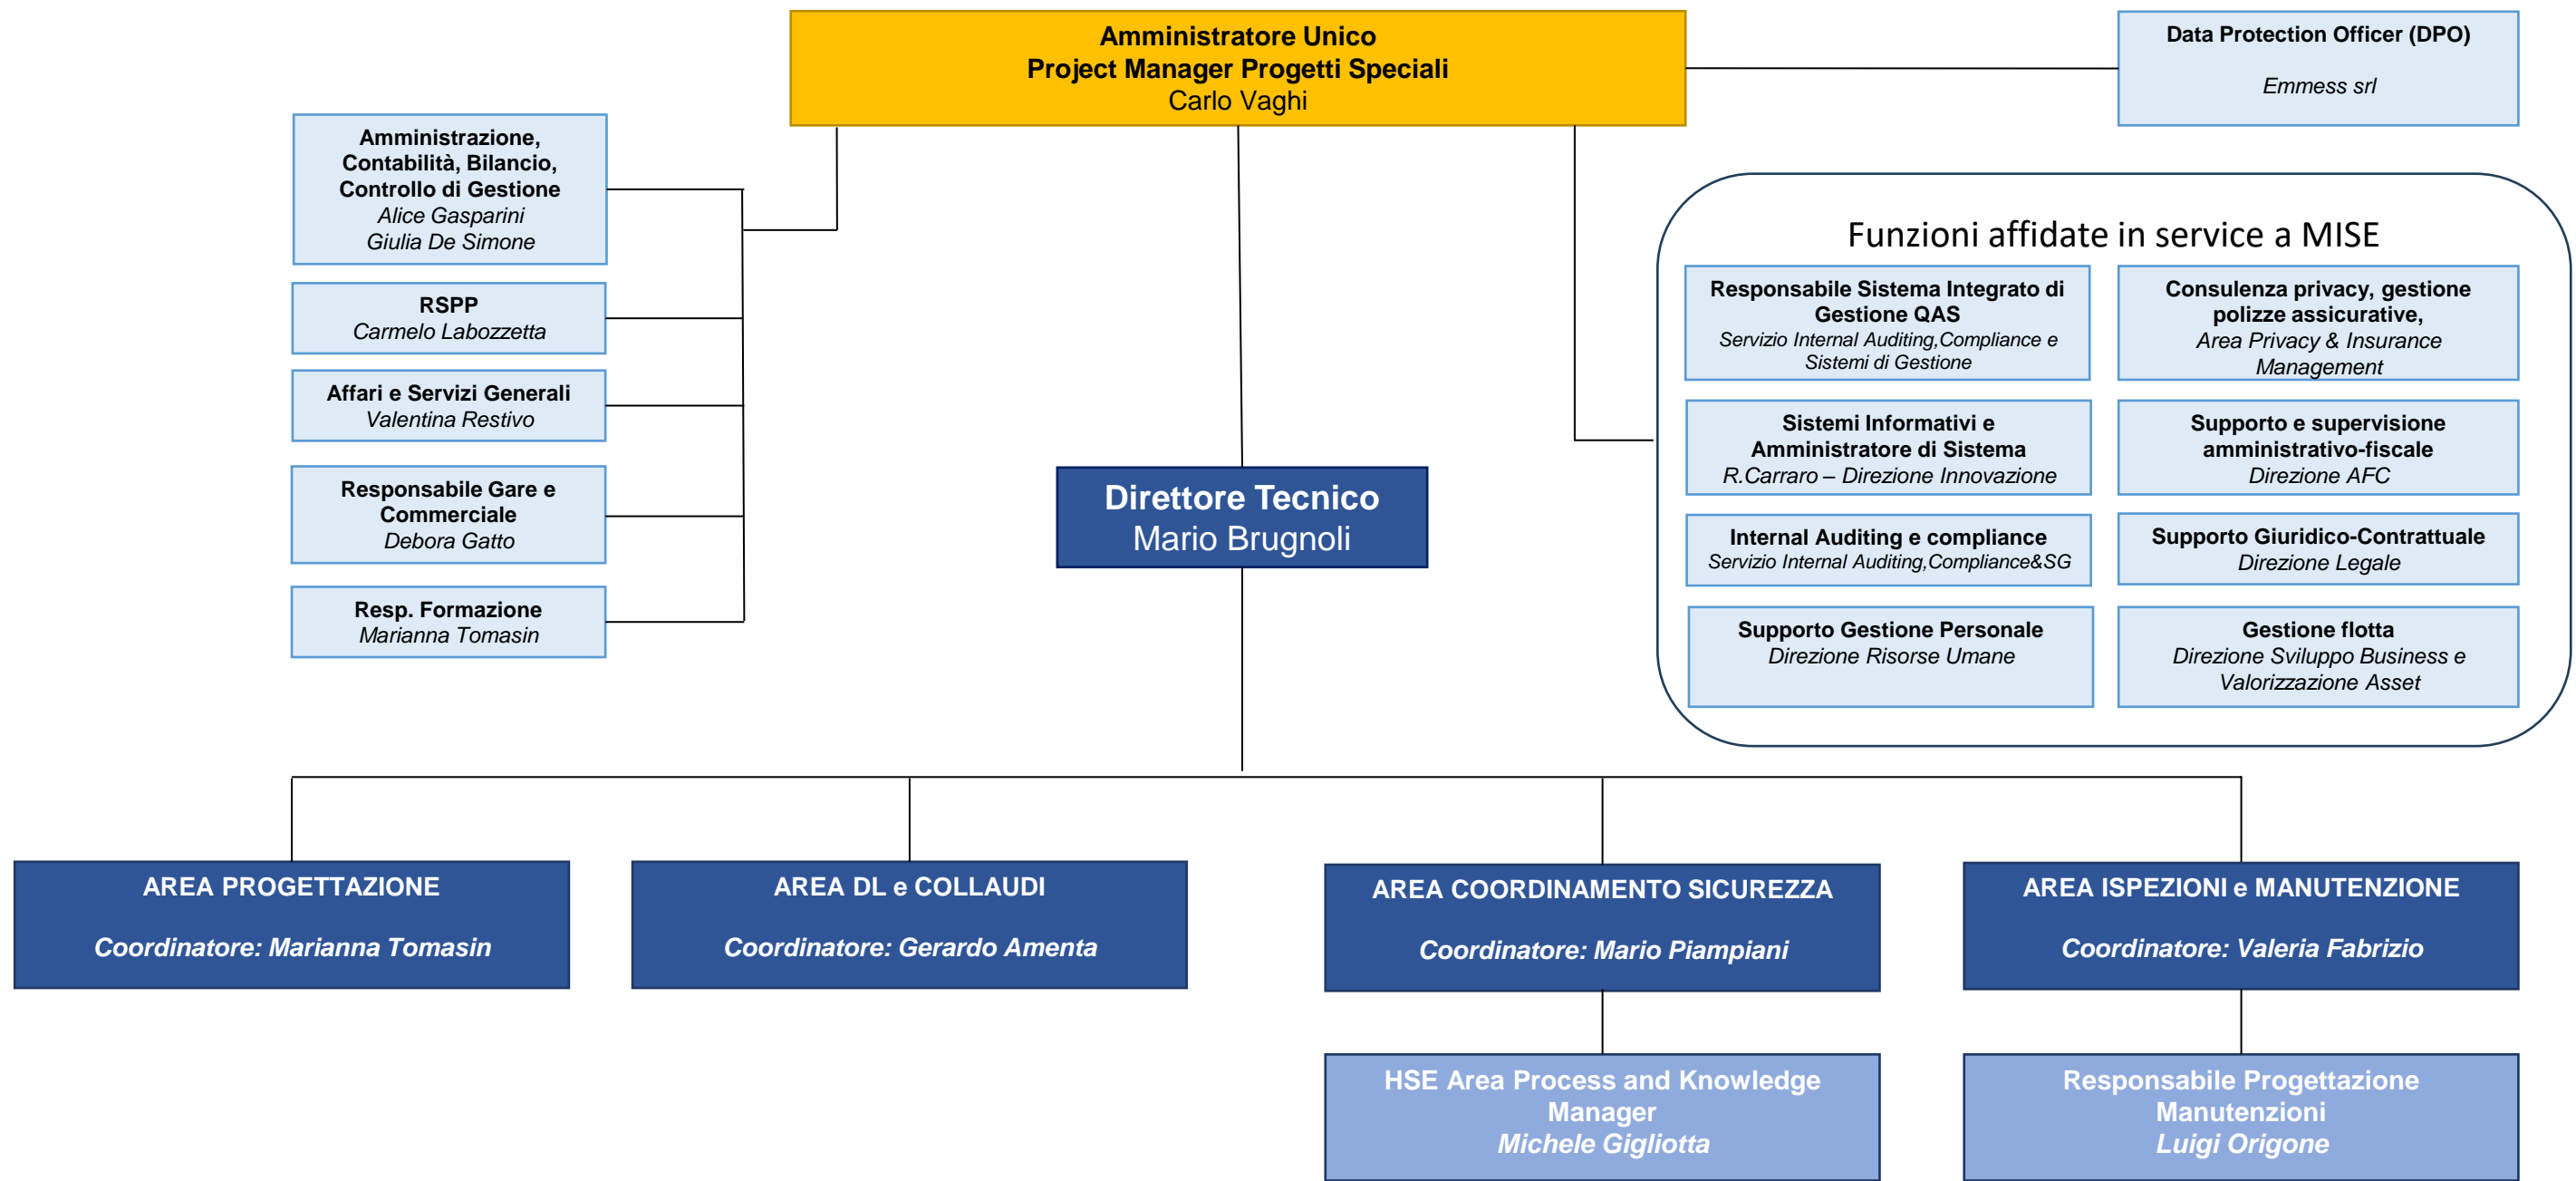 Amministratore Unico
Project Manager Progetti Speciali
Carlo Vaghi
Data Protection Officer (DPO)
Emmess srl
Amministrazione,
Contabilità, Bilancio,
Controllo di Gestione
Alice Gasparini
Giulia De Simone
RSPP
Carmelo Labozzetta
Affari e Servizi Generali
Valentina Restivo
Responsabile Gare e
Commerciale
Debora Gatto
Resp. Formazione
Marianna Tomasin
Funzioni affidate in service a MISE
Responsabile Sistema Integrato di
Gestione QAS
Servizio Internal Auditing,Compliance e
Sistemi di Gestione
Consulenza privacy, gestione
polizze assicurative,
Area Privacy & Insurance
Management
Sistemi Informativi e
Amministratore di Sistema
R.Carraro – Direzione Innovazione
Supporto e supervisione
amministrativo-fiscale
Direzione AFC
Internal Auditing e compliance
Servizio Internal Auditing,Compliance&SG
Supporto Giuridico-Contrattuale
Direzione Legale
Supporto Gestione Personale
Direzione Risorse Umane
Gestione flotta
Direzione Sviluppo Business e
Valorizzazione Asset
Direttore Tecnico
Mario Brugnoli
AREA PROGETTAZIONE
Coordinatore: Marianna Tomasin
AREA DL e COLLAUDI
Coordinatore: Gerardo Amenta
AREA COORDINAMENTO SICUREZZA
Coordinatore: Mario Piampiani
AREA ISPEZIONI e MANUTENZIONE
Coordinatore: Valeria Fabrizio
HSE Area Process and Knowledge
Manager
Michele Gigliotta
Responsabile Progettazione
Manutenzioni
Luigi Origone